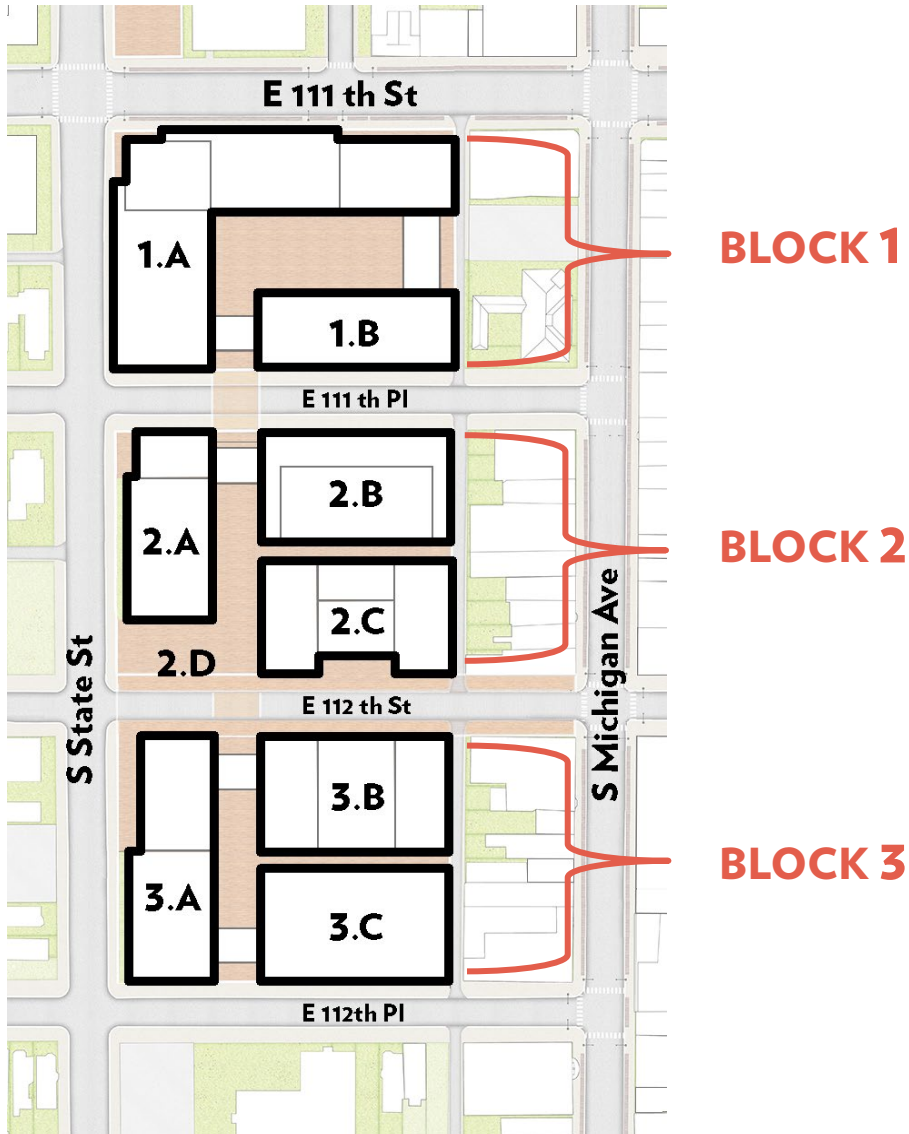 E 111 th St
1.A
BLOCK 1
1.B
E 111 th Pl
2.B
2.A
BLOCK 2
2.C
2.D
S State St
E 112 th St
S Michigan Ave
3.B
BLOCK 3
3.A
3.C
E 112th Pl